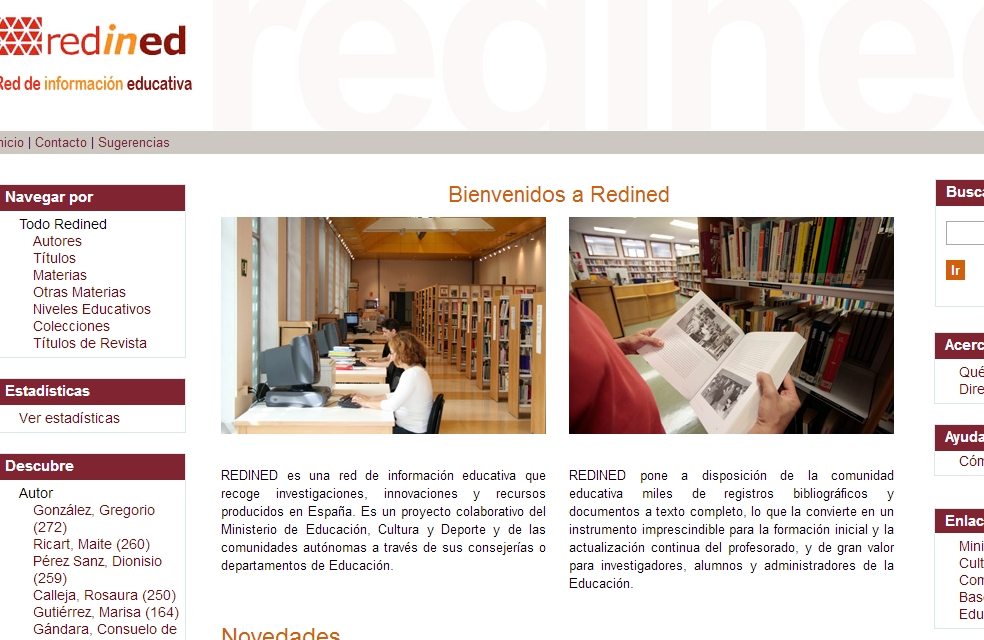 redined
Red de información educativa
redined
Inicio | Contacto | Sugerencias
Navegar por
Todo Redined
Autores
Títulos
Materias
Otras Materias
Niveles Educativos
Colecciones
Títulos de Revista
Estadísticas
Ver estadísticas
Descubre
Autor
González, Gregorio
(272)
Ricart, Maite (260)
Pérez Sanz, Dionisio
(259)
Calleja, Rosaura (250)
Gutiérrez, Marisa (164)
Gándara, Consuelo de
Bienvenidos a Redined
REDINED es una red de información educativa que
recoge investigaciones, innovaciones y recursos
producidos en España. Es un proyecto colaborativo del
Ministerio de Educación, Cultura y Deporte y de las
comunidades autónomas a través de sus consejerías o
departamentos de Educación.
REDINED pone a disposición de la comunidad
educativa miles de registros bibliográficos y
documentos a texto completo, lo que la convierte en un
instrumento imprescindible para la formación inicial y la
actualización continua del profesorado, y de gran valor
para investigadores, alumnos y administradores de la
Educación.
Novedades
Busca
Ir
Acerc
Qué
Dire
Ayuda
Cóm
Enlac
Mini
Cult
Com
Bas
Edu